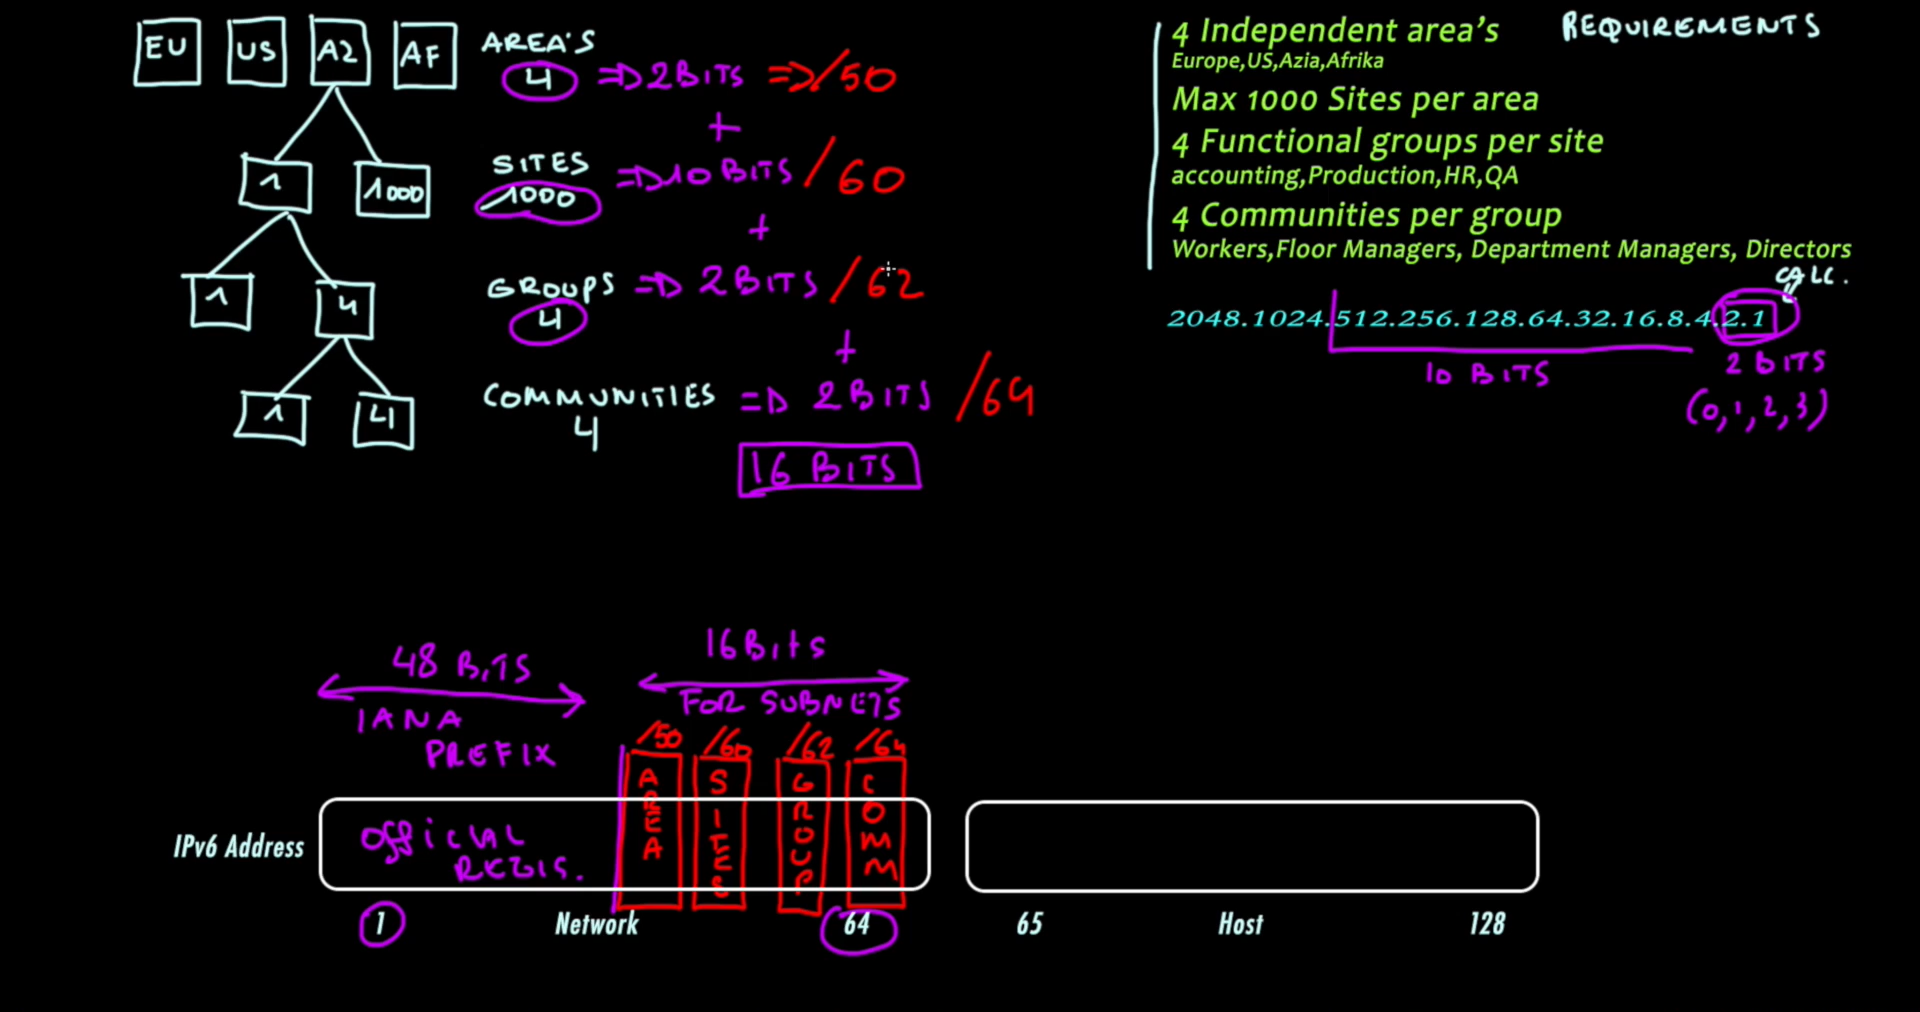 EU US AZ AF
AREA'S
4 => 2 BITS => /50
+
1 1000
SITES
1000 => 10 BITS /60
+
1 4
GROUPS => 2 BITS /62
4
+
1 4
COMMUNITIES => 2 BITS /64
4
16 BITS
REQUIREMENTS
4 Independent area's
Europe,US,Azia,Afrika
Max 1000 Sites per area
4 Functional groups per site
accounting,Production,HR,QA
4 Communities per group
Workers,Floor Managers, Department Managers, Directors
CALC.
2048.1024.512.256.128.64.32.16.8.4.2.1
10 BITS
2 BITS
(0,1,2,3)
48 BITS
IANA
PREFIX
16 Bits
FOR SUBNETS
/50 /60 /62 /64
AREA
SITES
GROUP
COMM
IPv6 Address
Official
REGIS.
1 Network 64 65 Host 128